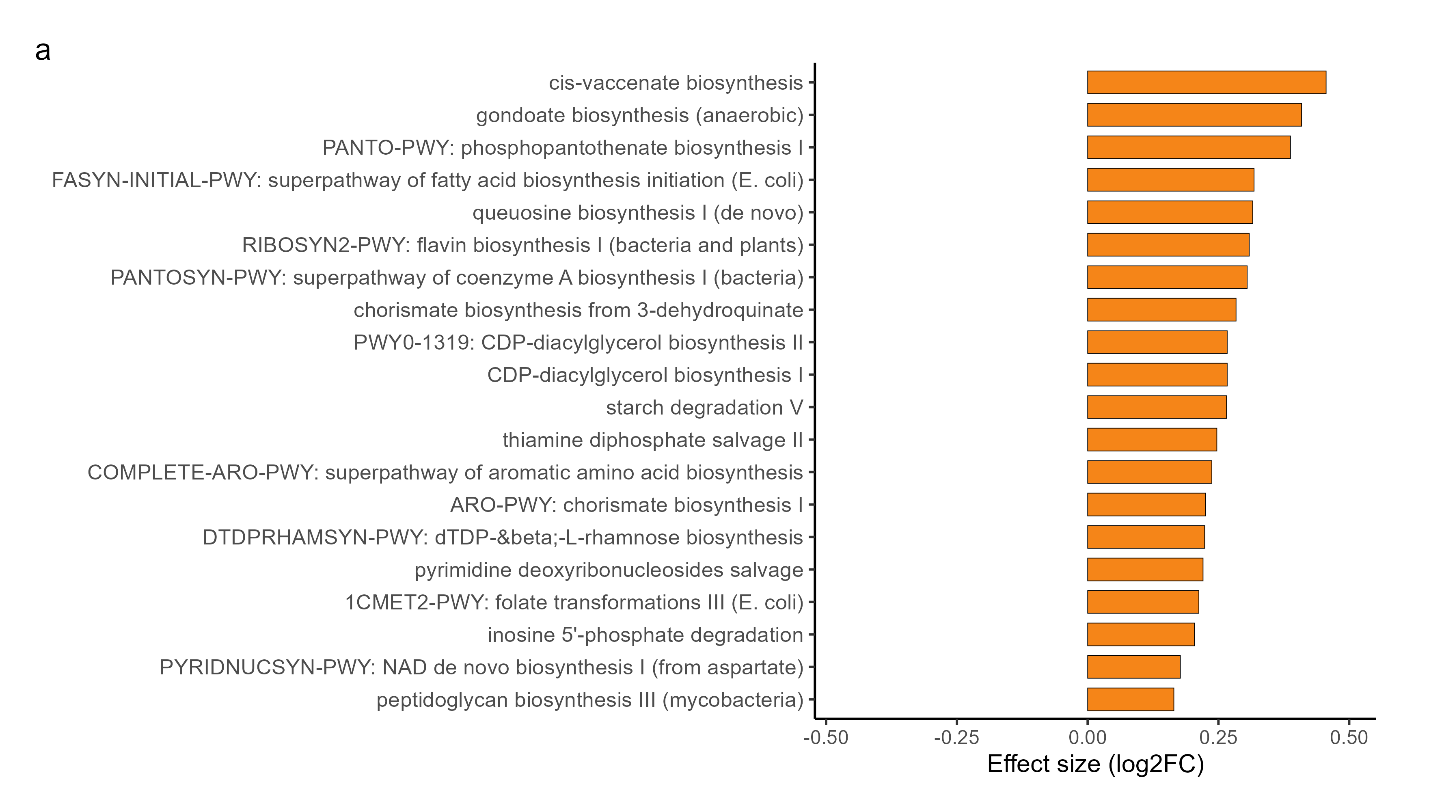 a
cis-vaccenate biosynthesis
gondoate biosynthesis (anaerobic)
PANTO-PWY: phosphopantothenate biosynthesis I
FASYN-INITIAL-PWY: superpathway of fatty acid biosynthesis initiation (E. coli)
queuosine biosynthesis I (de novo)
RIBOSYN2-PWY: flavin biosynthesis I (bacteria and plants)
PANTOSYN-PWY: superpathway of coenzyme A biosynthesis I (bacteria)
chorismate biosynthesis from 3-dehydroquinate
PWY0-1319: CDP-diacylglycerol biosynthesis II
CDP-diacylglycerol biosynthesis I
starch degradation V
thiamine diphosphate salvage II
COMPLETE-ARO-PWY: superpathway of aromatic amino acid biosynthesis
ARO-PWY: chorismate biosynthesis I
DTDPRHAMSYN-PWY: dTDP-&beta;-L-rhamnose biosynthesis
pyrimidine deoxyribonucleosides salvage
1CMET2-PWY: folate transformations III (E. coli)
inosine 5'-phosphate degradation
PYRIDNUCSYN-PWY: NAD de novo biosynthesis I (from aspartate)
peptidoglycan biosynthesis III (mycobacteria)
-0.50 -0.25 0.00 0.25 0.50
Effect size (log2FC)